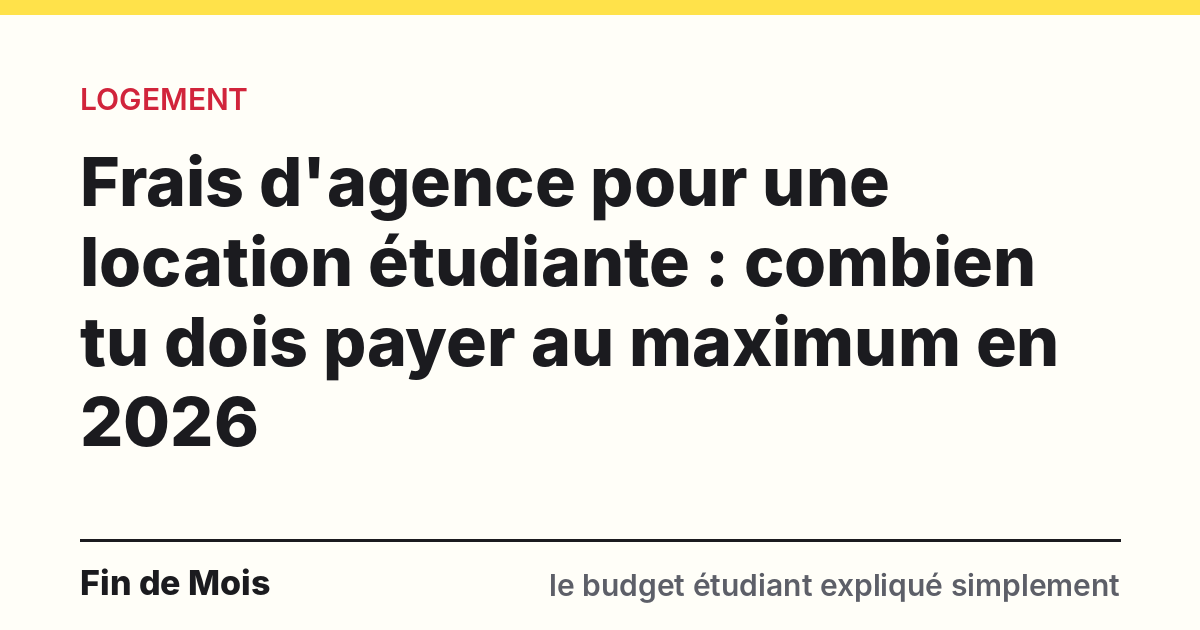 LOGEMENT
Frais d'agence pour une
location étudiante : combien
tu dois payer au maximum en
2026
Fin de Mois
le budget étudiant expliqué simplement